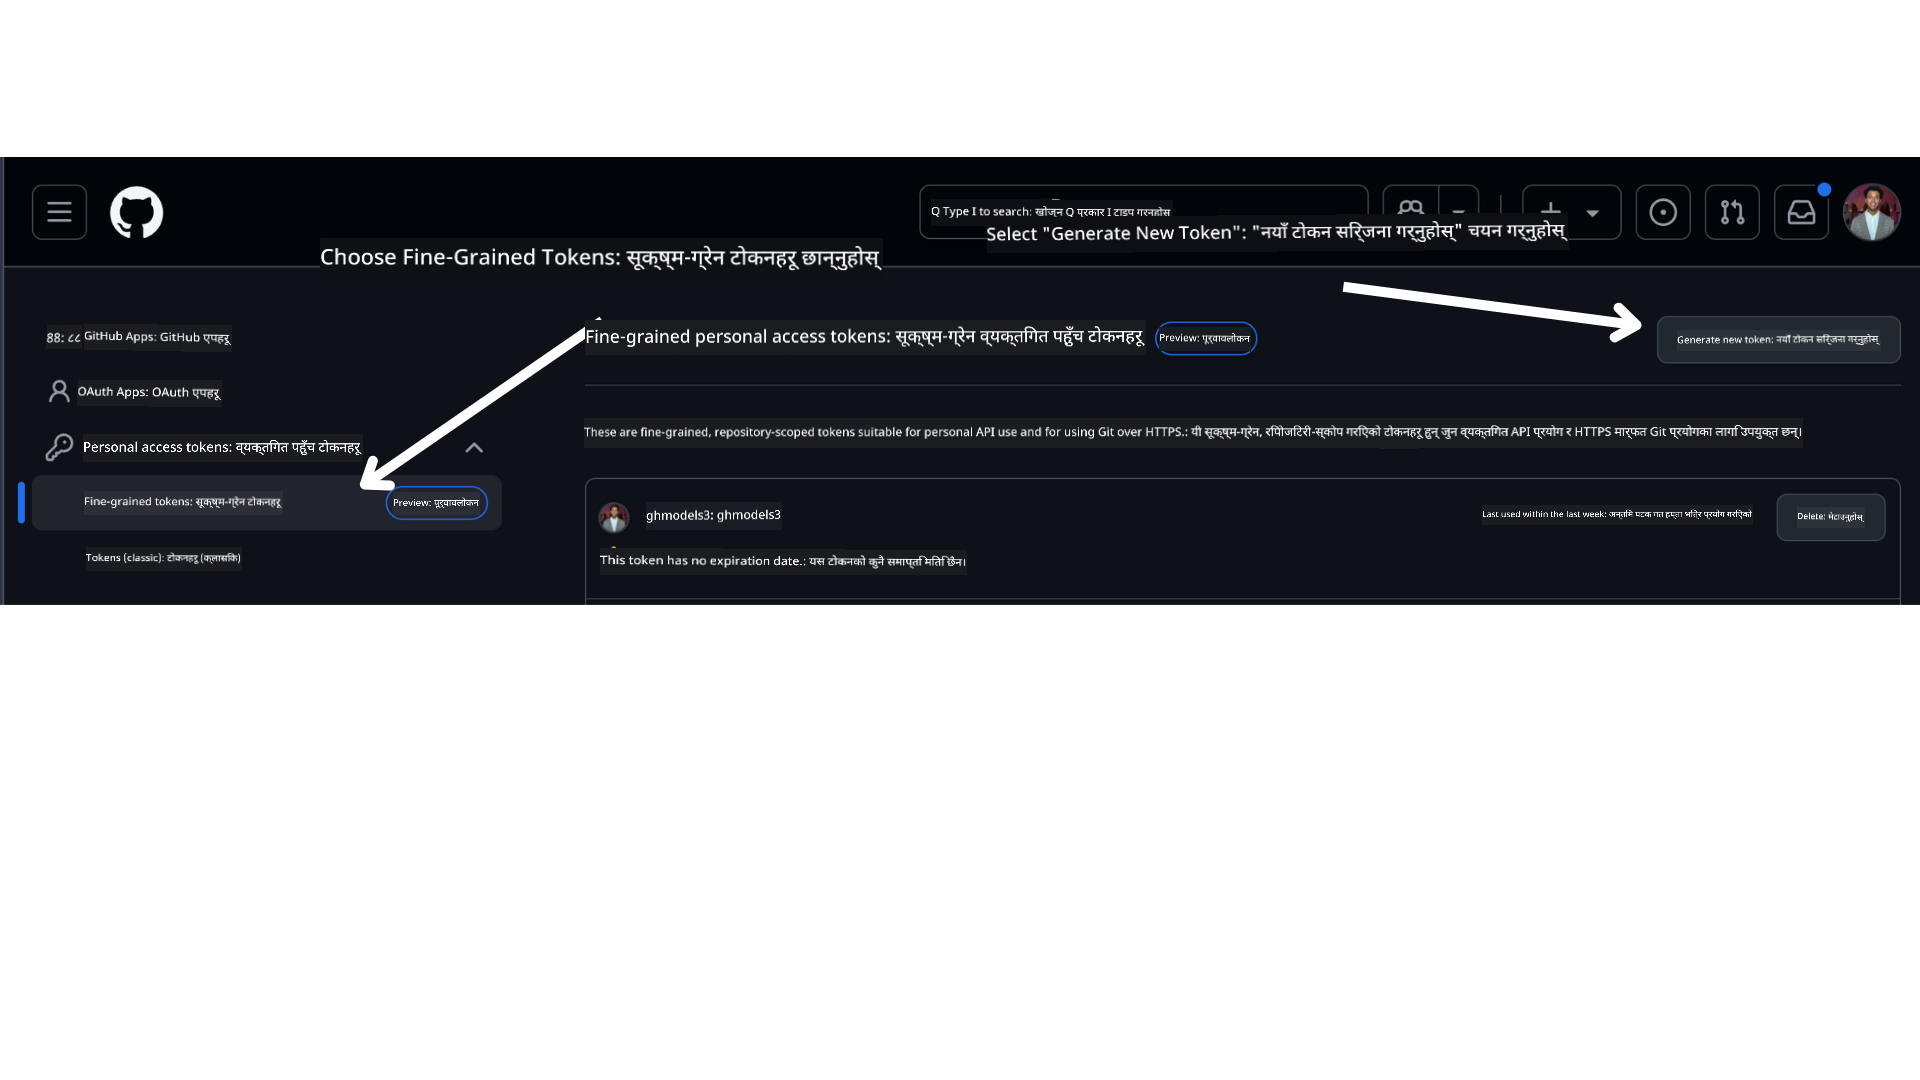 Q Type I to search: खोज्न Q प्रकार I टाइप गर्नुहोस्
Select "Generate New Token": "नयाँ टोकन सिर्जना गर्नुहोस्" चयन गर्नुहोस्
Choose Fine-Grained Tokens: सूक्ष्म-ग्रेन टोकनहरू छान्नुहोस्
88: ८८ GitHub Apps: GitHub एपहरू
Fine-grained personal access tokens: सूक्ष्म-ग्रेन व्यक्तिगत पहुँच टोकनहरू Preview: पूर्वावलोकन
Generate new token: नयाँ टोकन सिर्जना गर्नुहोस्
OAuth Apps: OAuth एपहरू
Personal access tokens: व्यक्तिगत पहुँच टोकनहरू
These are fine-grained, repository-scoped tokens suitable for personal API use and for using Git over HTTPS.: यी सूक्ष्म-ग्रेन, रिपोजिटरी-स्कोप गरिएको टोकनहरू हुन् जुन व्यक्तिगत API प्रयोग र HTTPS मार्फत Git प्रयोगका लागि उपयुक्त छन्।
Fine-grained tokens: सूक्ष्म-ग्रेन टोकनहरू Preview: पूर्वावलोकन
Tokens (classic): टोकनहरू (क्लासिक)
ghmodels3: ghmodels3
Last used within the last week: अन्तिम पटक गत हप्ता भित्र प्रयोग गरिएको
Delete: मेटाउनुहोस्
This token has no expiration date.: यस टोकनको कुनै समाप्ति मिति छैन।